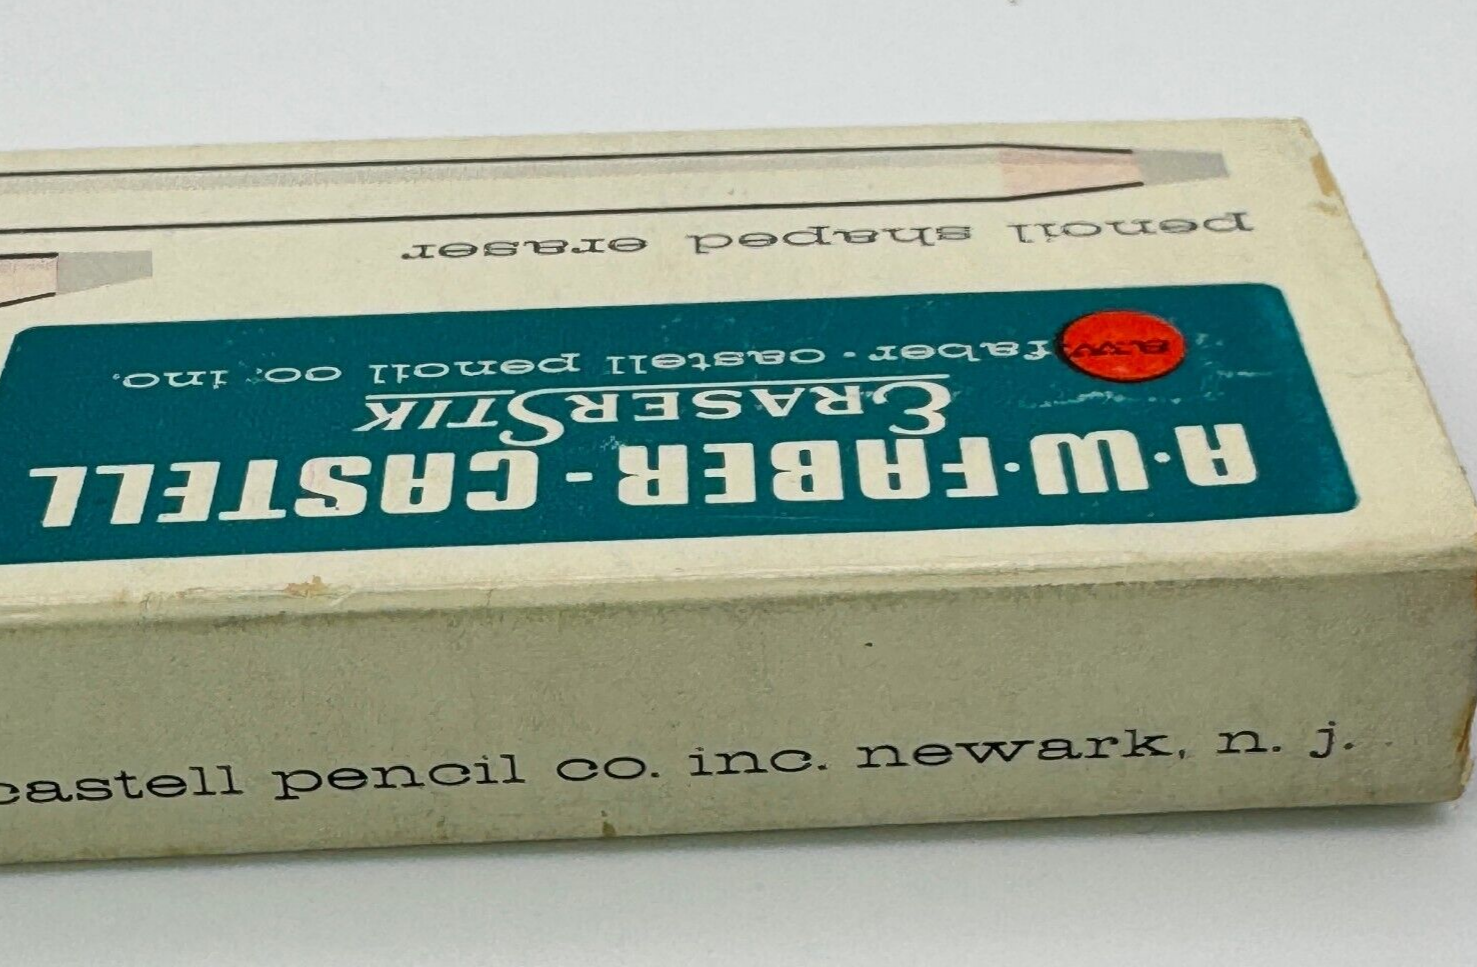 A·W·FABER - CASTELL
ERASERSTIK
a.w. faber - castell pencil co. inc.
pencil shaped eraser
castell pencil co. inc. newark, n. j.